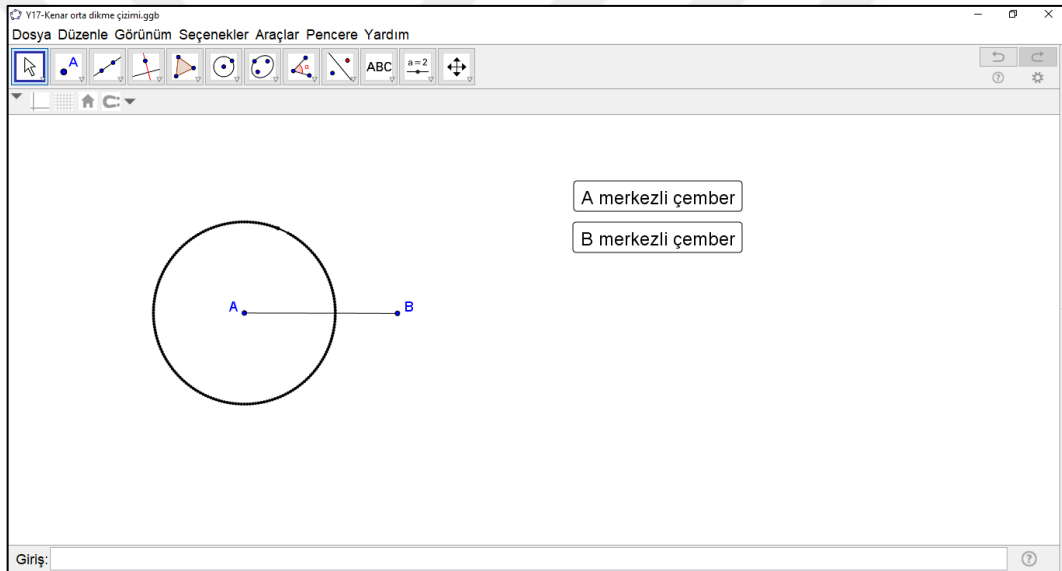 Y17-Kenar orta dikme çizimi.ggb
Dosya Düzenle Görünüm Seçenekler Araçlar Pencere Yardım
A α ABC a=2
A merkezli çember
B merkezli çember
A B
Giriş: